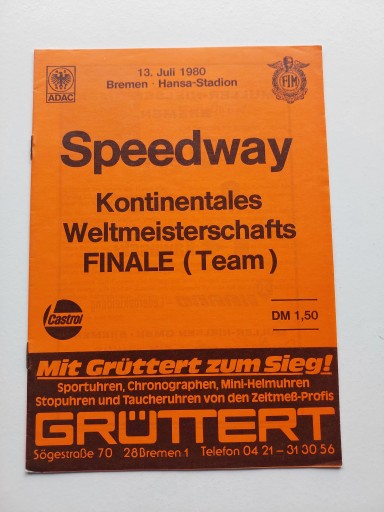 13. Juli 1980
Bremen · Hansa-Stadion
ADAC
FIM
Speedway
Kontinentales
Weltmeisterschafts
FINALE (Team)
Castrol
DM 1,50
Mit Grüttert zum Sieg!
Sportuhren, Chronographen, Mini-Helmuhren
Stopuhren und Taucheruhren von den Zeitmeß-Profis
GRÜTTERT
Sögestraße 70 28 Bremen 1 Telefon 04 21 - 31 30 56